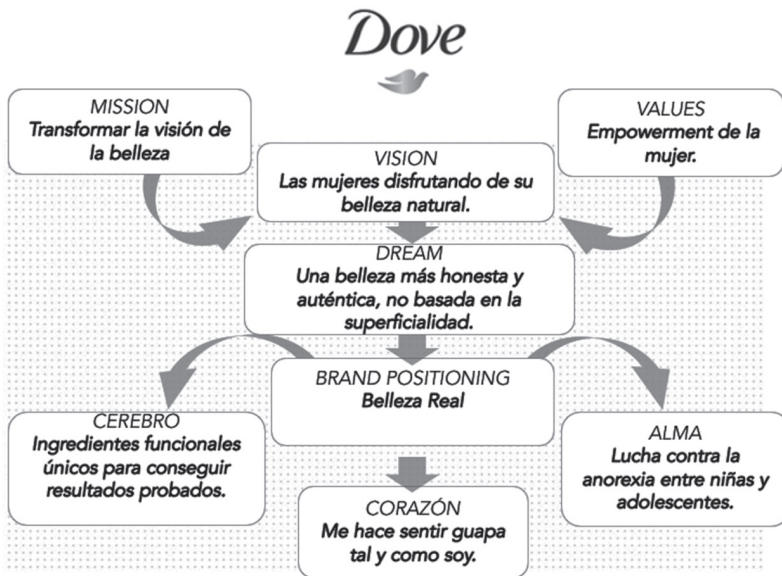 Dove
MISSION
Transformar la visión de
la belleza
VALUES
Empowerment de la
mujer.
VISION
Las mujeres disfrutando de su
belleza natural.
DREAM
Una belleza más honesta y
auténtica, no basada en la
superficialidad.
BRAND POSITIONING
Belleza Real
CEREBRO
Ingredientes funcionales
únicos para conseguir
resultados probados.
ALMA
Lucha contra la
anorexia entre niñas y
adolescentes.
CORAZÓN
Me hace sentir guapa
tal y como soy.